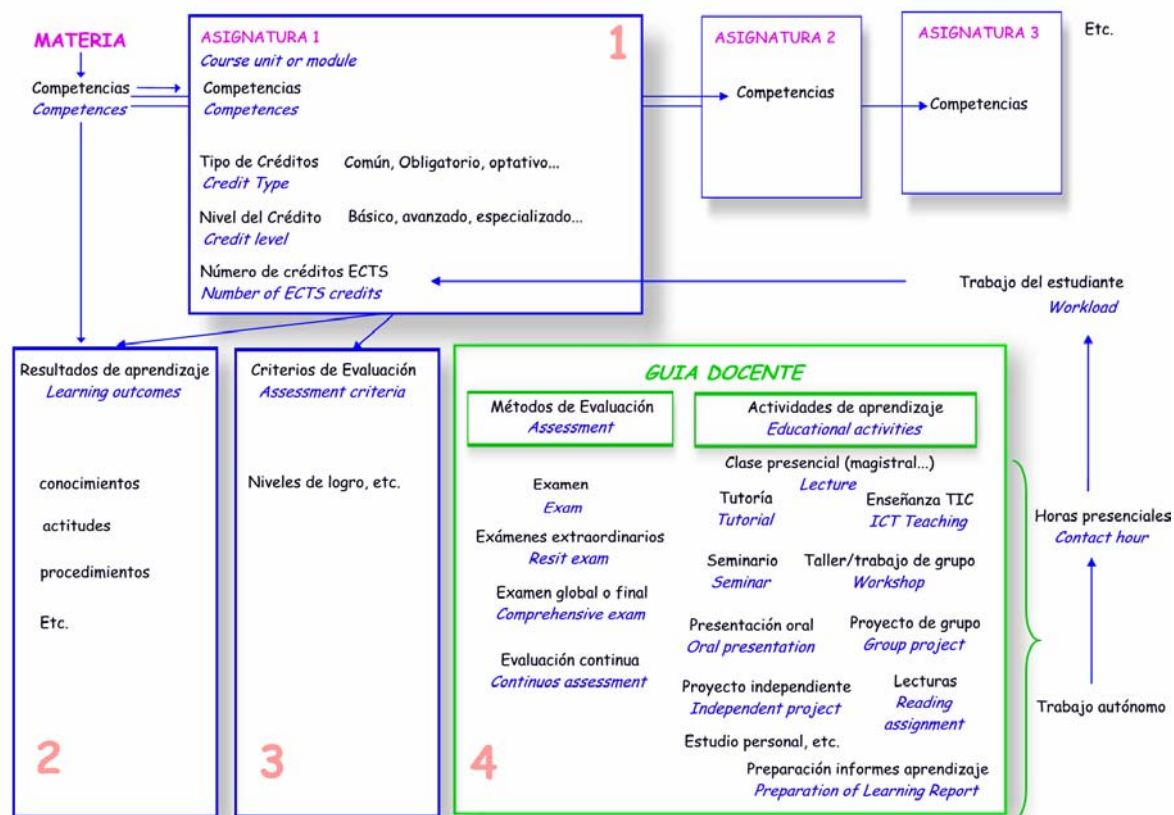 MATERIA
Competencias
Competences
ASIGNATURA 1
1
Course unit or module
Competencias
Competences
Tipo de Créditos Común, Obligatorio, optativo...
Credit Type
Nivel del Crédito Básico, avanzado, especializado...
Credit level
Número de créditos ECTS
Number of ECTS credits
ASIGNATURA 2
Competencias
ASIGNATURA 3
Competencias
Etc.
Trabajo del estudiante
Workload
Horas presenciales
Contact hour
Trabajo autónomo
Resultados de aprendizaje
Learning outcomes
conocimientos
actitudes
procedimientos
Etc.
2
Criterios de Evaluación
Assessment criteria
Niveles de logro, etc.
3
GUIA DOCENTE
Métodos de Evaluación
Assessment
Examen
Exam
Exámenes extraordinarios
Resit exam
Examen global o final
Comprehensive exam
Evaluación continua
Continuos assessment
4
Actividades de aprendizaje
Educational activities
Clase presencial (magistral...)
Lecture
Tutoría
Tutorial
Enseñanza TIC
ICT Teaching
Seminario
Seminar
Taller/trabajo de grupo
Workshop
Presentación oral
Oral presentation
Proyecto de grupo
Group project
Proyecto independiente
Independent project
Lecturas
Reading
assignment
Estudio personal, etc.
Preparación informes aprendizaje
Preparation of Learning Report